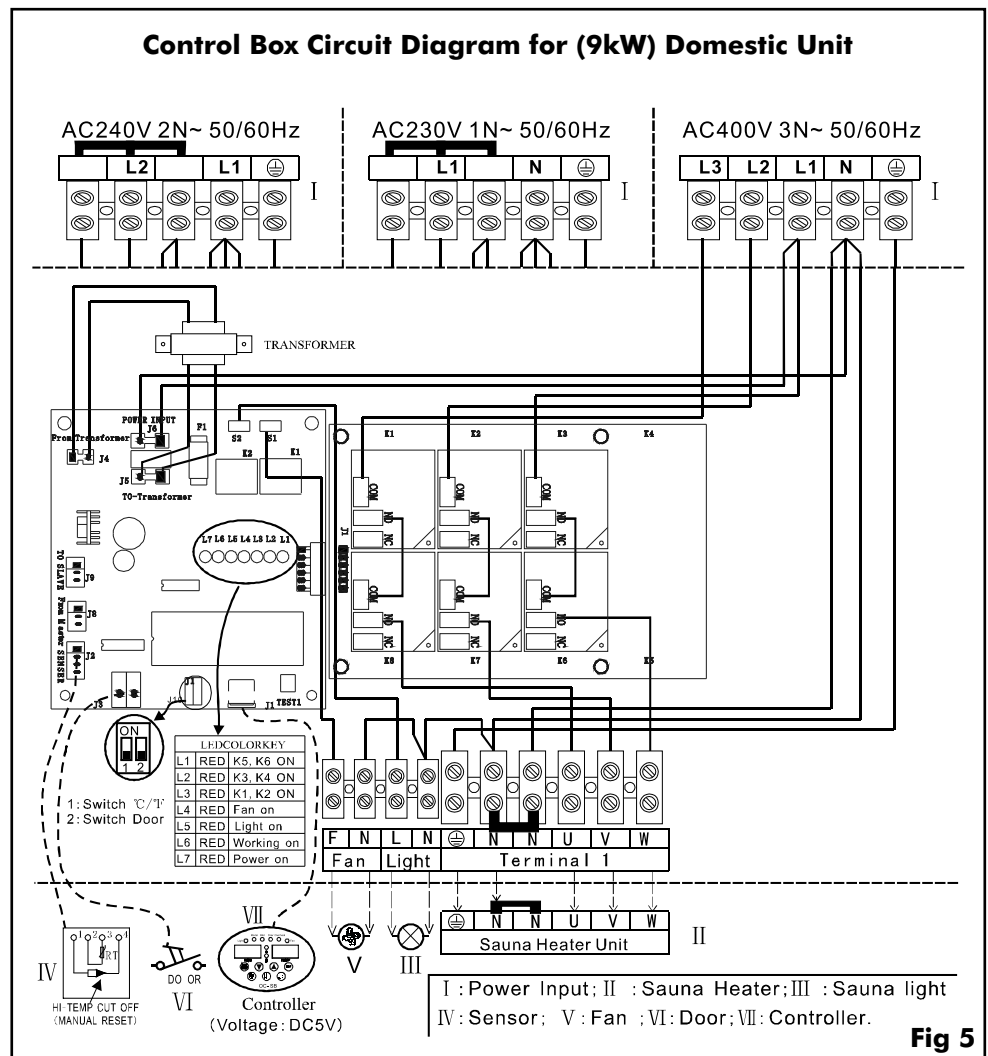 Control Box Circuit Diagram for (9kW) Domestic Unit
AC240V 2N~ 50/60Hz
AC230V 1N~ 50/60Hz
AC400V 3N~ 50/60Hz
L2 L1
L1 N
L3 L2 L1 N
I
I
I
TRANSFORMER
POWER INPUT
J6
From Transformer
J4
F1
S2
S1
K2
K1
J5
TO-Transformer
K1
K2
K3
K4
COM
COM
COM
NO
NO
NO
NC
NC
NC
L7 L6 L5 L4 L3 L2 L1
J1
TO SLAVE
J9
From Master
J8
SENSER
J2
COM
COM
COM
NO
NO
NO
NC
NC
NC
K8
K7
K6
K5
J3
J1
TEST1
ON
1 2
1:Switch ℃/℉
2:Switch Door
LEDCOLORKEY
L1 RED K5, K6 ON
L2 RED K3, K4 ON
L3 RED K1, K2 ON
L4 RED Fan on
L5 RED Light on
L6 RED Working on
L7 RED Power on
F N L N N N U V W
Fan Light Terminal 1
N N U V W
Sauna Heater Unit
II
IV
1 2 3 4
RT
HI-TEMP CUT OFF
(MANUAL RESET)
DO OR
VI
VII
OC-SB
Controller
(Voltage:DC5V)
V
III
I :Power Input; II :Sauna Heater; III :Sauna light
IV:Sensor; V:Fan ;VI:Door; VII:Controller.
Fig 5